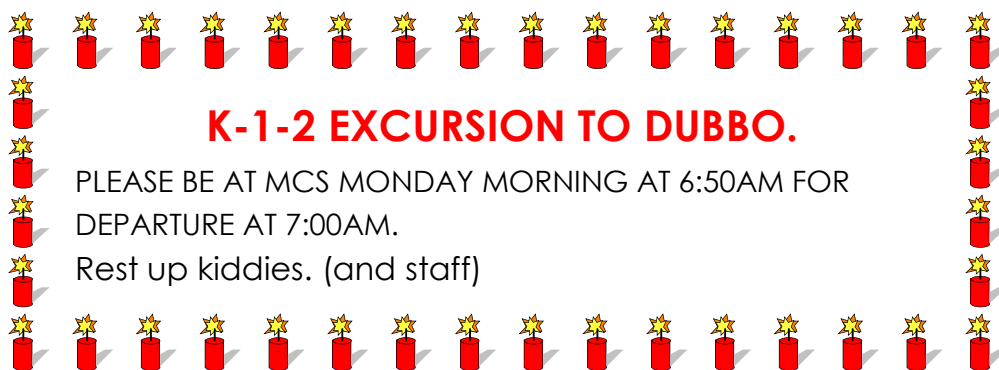 K-1-2 EXCURSION TO DUBBO.
PLEASE BE AT MCS MONDAY MORNING AT 6:50AM FOR
DEPARTURE AT 7:00AM.
Rest up kiddies. (and staff)